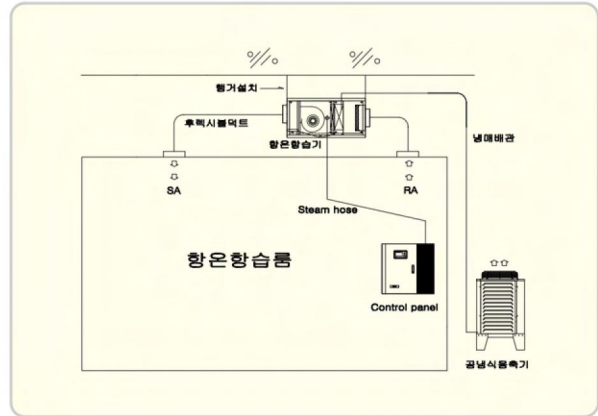 행거설치
후렉시블덕트
항온항습기
냉매배관
SA
RA
Steam hose
항온항습룸
Control panel
공냉식응축기